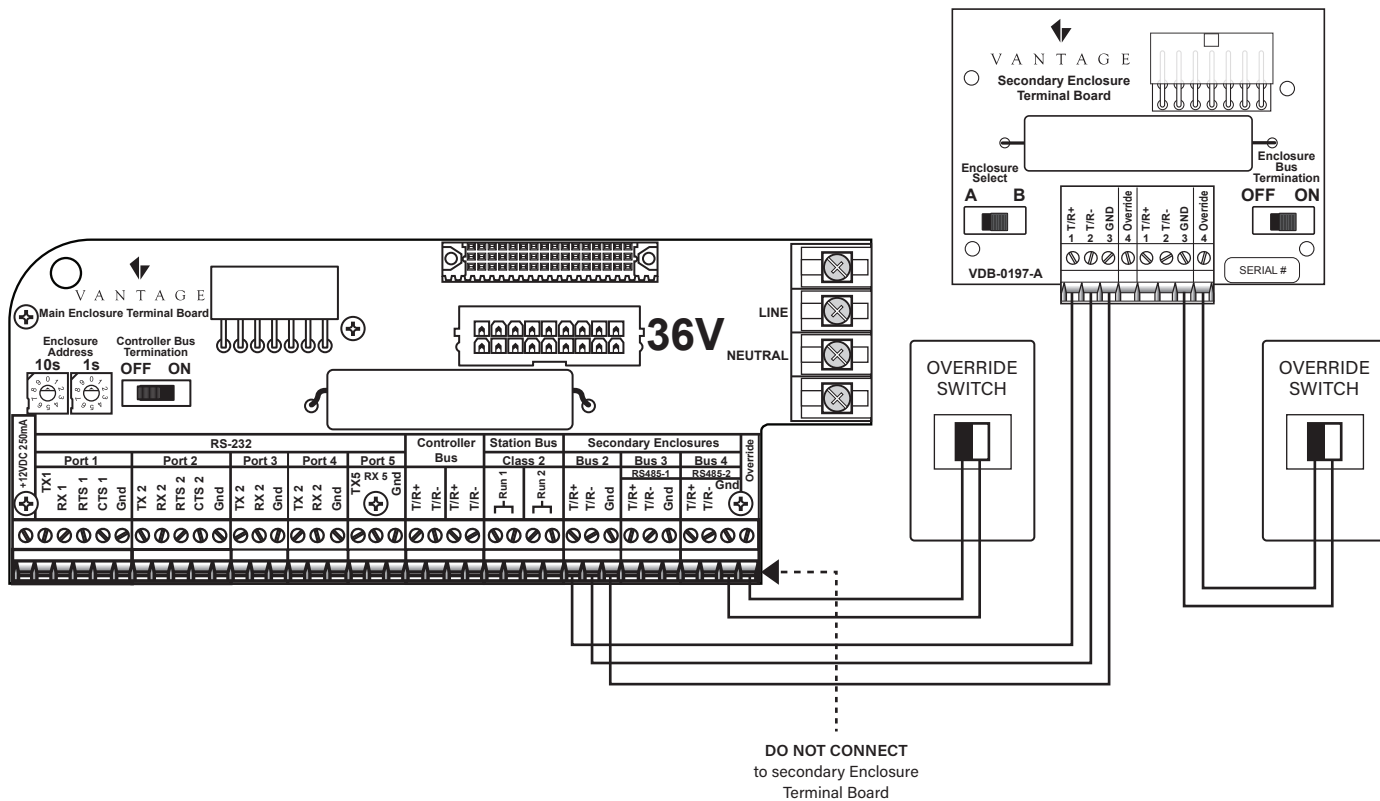 VANTAGE
Secondary Enclosure
Terminal Board
Enclosure
Select
A B
Enclosure
Bus
Termination
OFF ON
T/R+ T/R- GND Override T/R+ T/R- GND Override
1 2 3 4 1 2 3 4
VDB-0197-A
SERIAL #
VANTAGE
Main Enclosure Terminal Board
Enclosure
Address
10s 1s
Controller Bus
Termination
OFF ON
36V
LINE
NEUTRAL
OVERRIDE
SWITCH
OVERRIDE
SWITCH
+12VDC 250mA
RS-232
Port 1 Port 2 Port 3 Port 4 Port 5
TX1 RX 1 RTS 1 CTS 1 Gnd
TX 2 RX 2 RTS 2 CTS 2 Gnd
TX 2 RX 2 Gnd
TX 2 RX 2 Gnd
TX5 RX 5 Gnd
Controller
Bus
T/R+ T/R- T/R+ T/R-
Station Bus
Class 2
Run 1 Run 2
Secondary Enclosures
Bus 2 Bus 3 Bus 4
RS485-1 RS485-2
T/R+ T/R- Gnd
T/R+ T/R- Gnd
T/R+ T/R- Gnd
Override
DO NOT CONNECT
to secondary Enclosure
Terminal Board